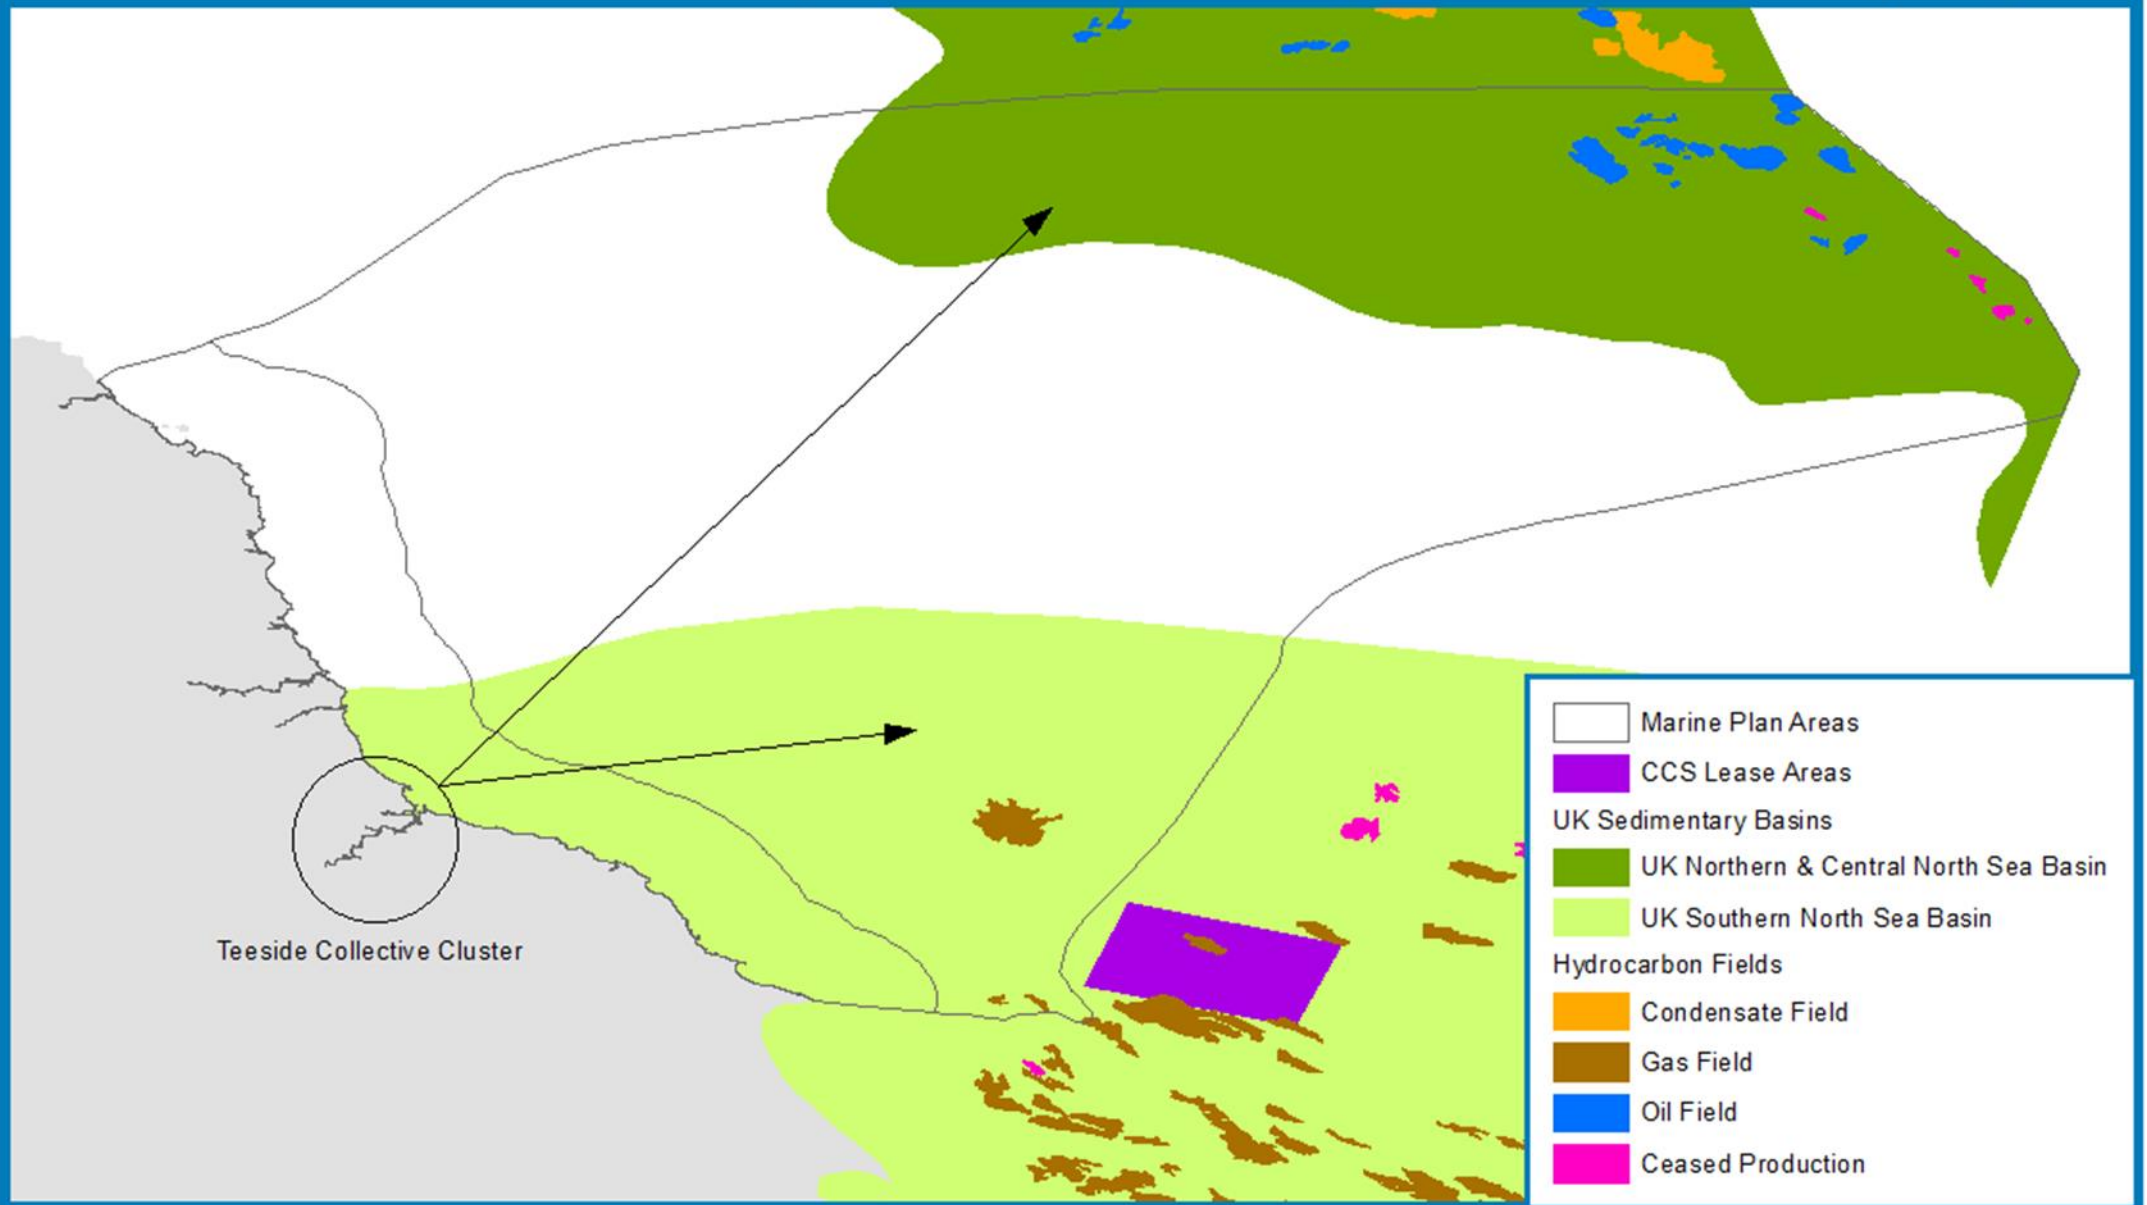 Teeside Collective Cluster
Marine Plan Areas
CCS Lease Areas
UK Sedimentary Basins
UK Northern & Central North Sea Basin
UK Southern North Sea Basin
Hydrocarbon Fields
Condensate Field
Gas Field
Oil Field
Ceased Production